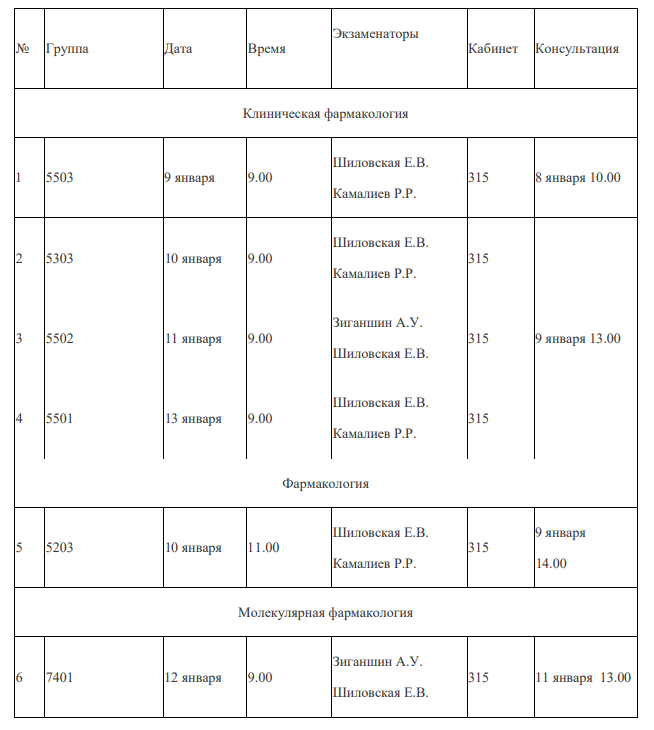 № Группа Дата Время Экзаменаторы Кабинет Консультация
Клиническая фармакология
1 5503 9 января 9.00 Шиловская Е.В. 315 8 января 10.00
Камалиев Р.Р.
2 5303 10 января 9.00 Шиловская Е.В. 315
Камалиев Р.Р.
3 5502 11 января 9.00 Зиганшин А.У. 315 9 января 13.00
Шиловская Е.В.
4 5501 13 января 9.00 Шиловская Е.В. 315
Камалиев Р.Р.
Фармакология
5 5203 10 января 11.00 Шиловская Е.В. 315 9 января
Камалиев Р.Р. 14.00
Молекулярная фармакология
6 7401 12 января 9.00 Зиганшин А.У. 315 11 января 13.00
Шиловская Е.В.